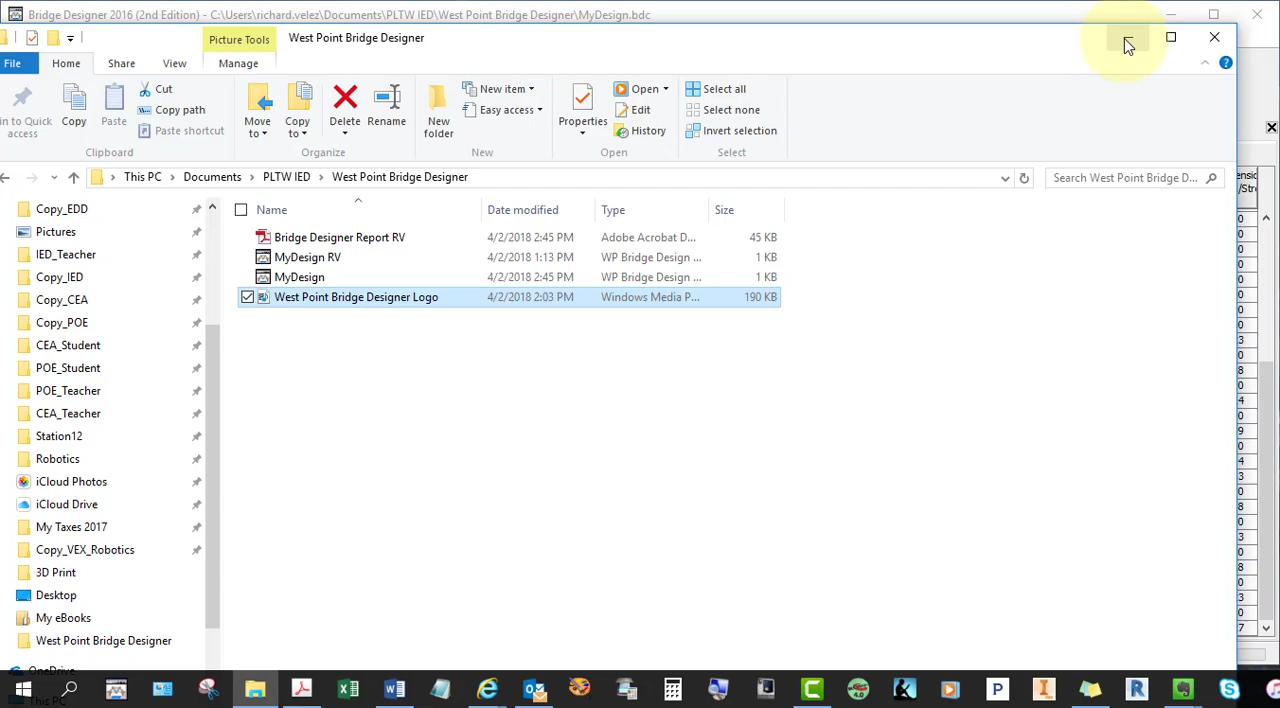 Bridge Designer 2016 (2nd Edition) - C:\Users\richard.velez\Documents\PLTW IED\West Point Bridge Designer\MyDesign.bdc
Picture Tools
West Point Bridge Designer
File
Home
Share
View
Manage
in to Quick access
Copy
Paste
Cut
Copy path
Paste shortcut
Move to
Copy to
Delete
Rename
New folder
New item
Easy access
Properties
Open
Edit
History
Select all
Select none
Invert selection
Clipboard
Organize
New
Open
Select
This PC
Documents
PLTW IED
West Point Bridge Designer
Search West Point Bridge D...
Name
Date modified
Type
Size
Bridge Designer Report RV 4/2/2018 2:45 PM Adobe Acrobat D... 45 KB
MyDesign RV 4/2/2018 1:13 PM WP Bridge Design ... 1 KB
MyDesign 4/2/2018 2:45 PM WP Bridge Design ... 1 KB
West Point Bridge Designer Logo 4/2/2018 2:03 PM Windows Media P... 190 KB
Copy_EDD
Pictures
IED_Teacher
Copy_IED
Copy_CEA
Copy_POE
CEA_Student
POE_Student
POE_Teacher
CEA_Teacher
Station12
Robotics
iCloud Photos
iCloud Drive
My Taxes 2017
Copy_VEX_Robotics
3D Print
Desktop
My eBooks
West Point Bridge Designer
OneDrive
This PC